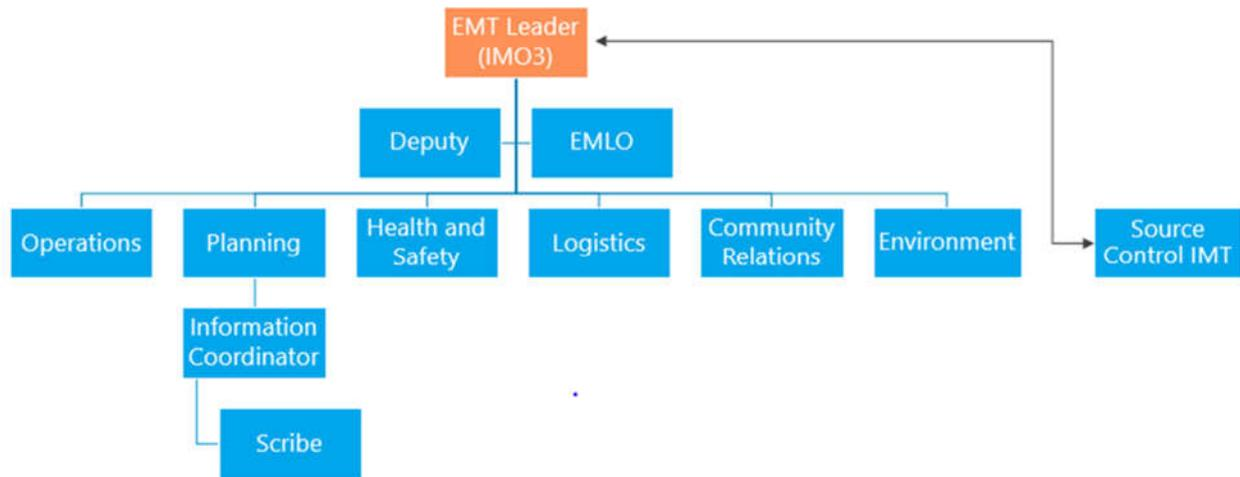 EMT Leader
(IMO3)
Deputy
EMLO
Operations
Planning
Health and
Safety
Logistics
Community
Relations
Environment
Source
Control IMT
Information
Coordinator
Scribe